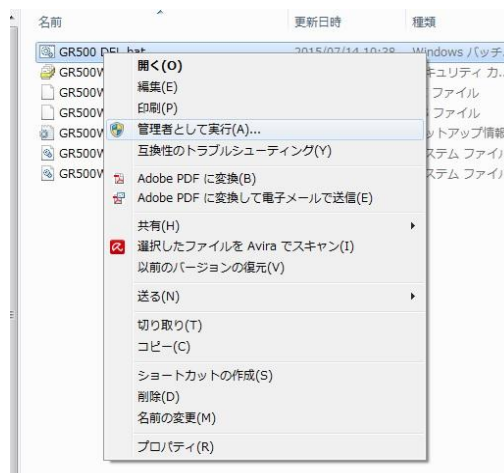 名前 更新日時 種類
GR500 DEL.bat 2015/07/14 10:38 Windows バッチ
開く(O)
GR500W キュリティ カ...
編集(E)
GR500W ファイル
印刷(P)
GR500W ファイル
管理者として実行(A)...
GR500W ットアップ情報
互換性のトラブルシューティング(Y)
GR500W ステム ファイル
Adobe PDF に変換(B)
GR500W ステム ファイル
Adobe PDF に変換して電子メールで送信(E)
共有(H)
選択したファイルを Avira でスキャン(I)
以前のバージョンの復元(V)
送る(N)
切り取り(T)
コピー(C)
ショートカットの作成(S)
削除(D)
名前の変更(M)
プロパティ(R)